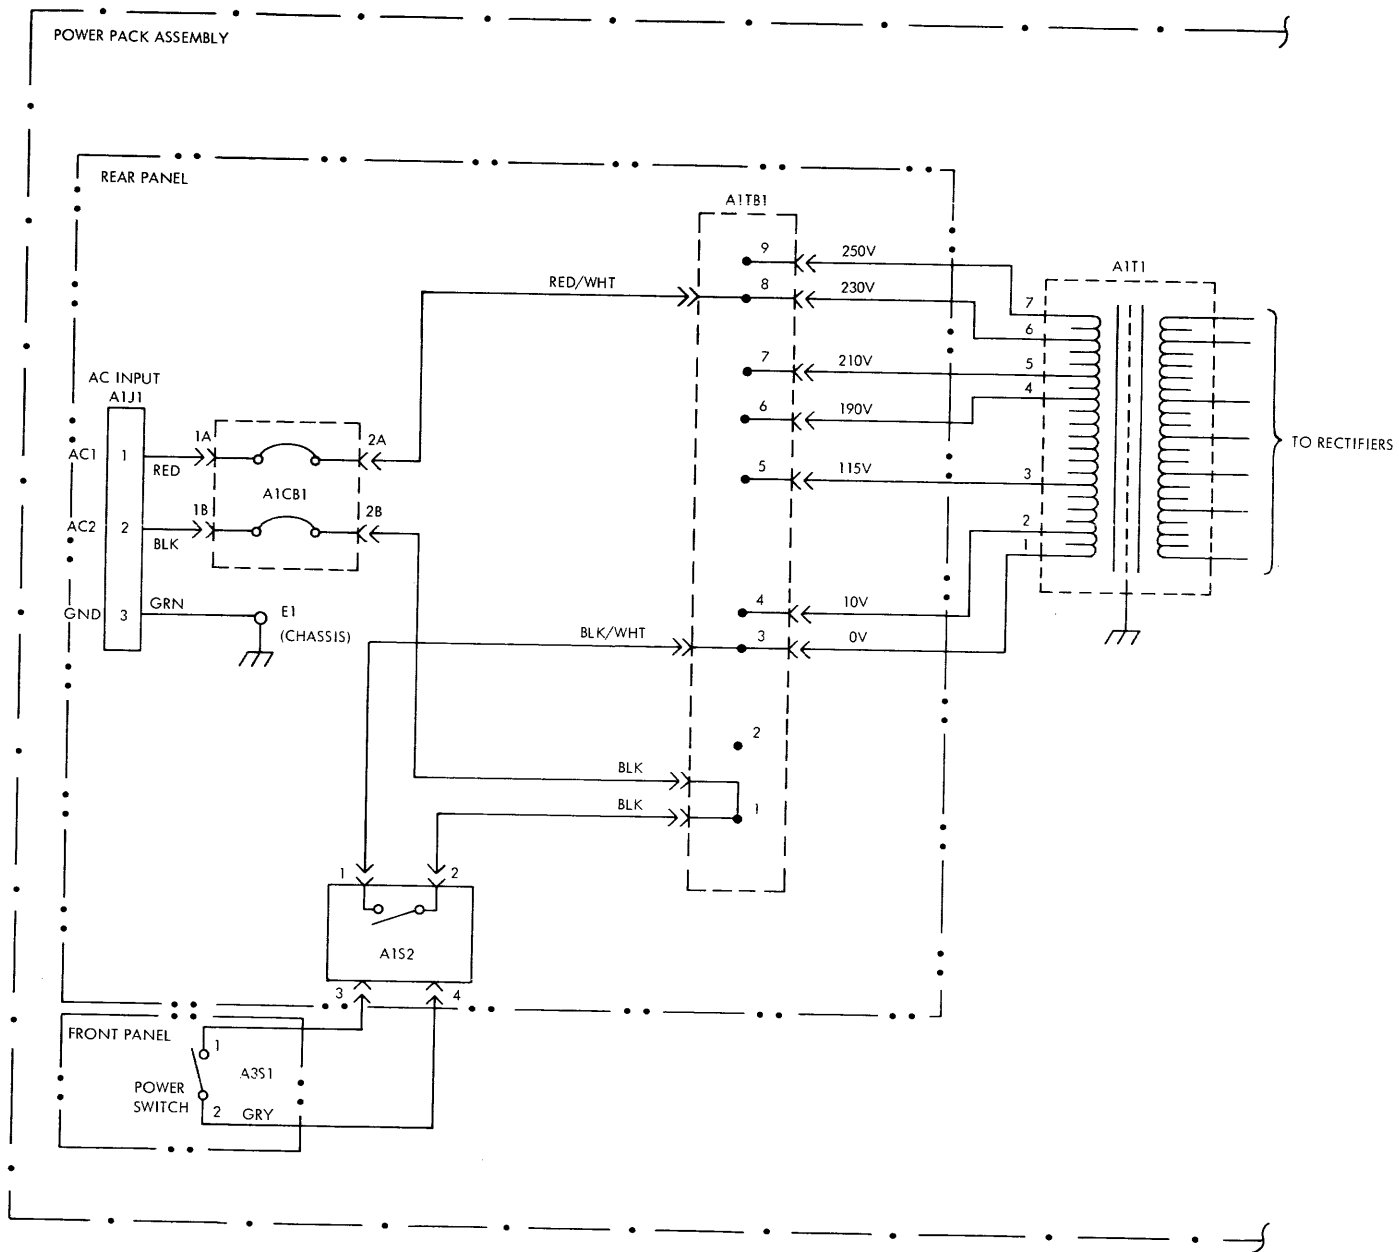 POWER PACK ASSEMBLY
REAR PANEL
A1TB1
9
250V
8
230V
RED/WHT
A1T1
7
6
5
4
3
2
1
7
210V
6
190V
5
115V
TO RECTIFIERS
AC INPUT
A1J1
AC1
1
RED
1A
2A
A1CB1
AC2
2
BLK
1B
2B
GND
3
GRN
E1
(CHASSIS)
4
10V
BLK/WHT
3
0V
2
BLK
BLK
1
1
2
A1S2
3
4
FRONT PANEL
1
A3S1
POWER
SWITCH
2
GRY